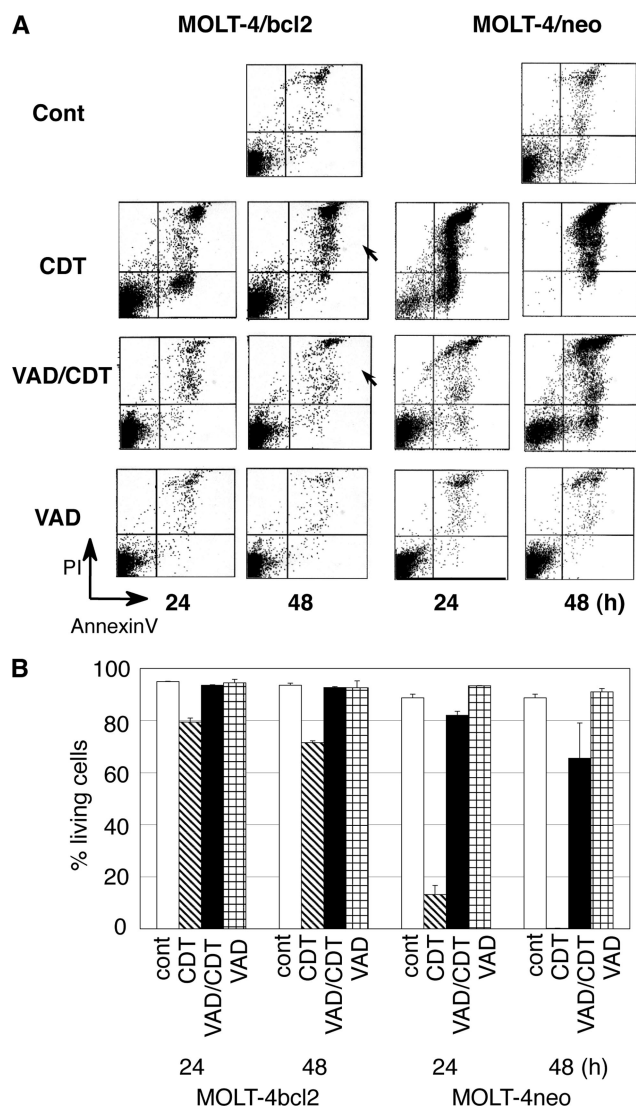 A
MOLT-4/bcl2 MOLT-4/neo
Cont
CDT
VAD/CDT
VAD
PI
AnnexinV
24 48 24 48 (h)
B
% living cells
100
80
60
40
20
0
cont CDT VAD/CDT VAD cont CDT VAD/CDT VAD cont CDT VAD/CDT VAD cont CDT VAD/CDT VAD
24 48 24 48 (h)
MOLT-4bcl2 MOLT-4neo